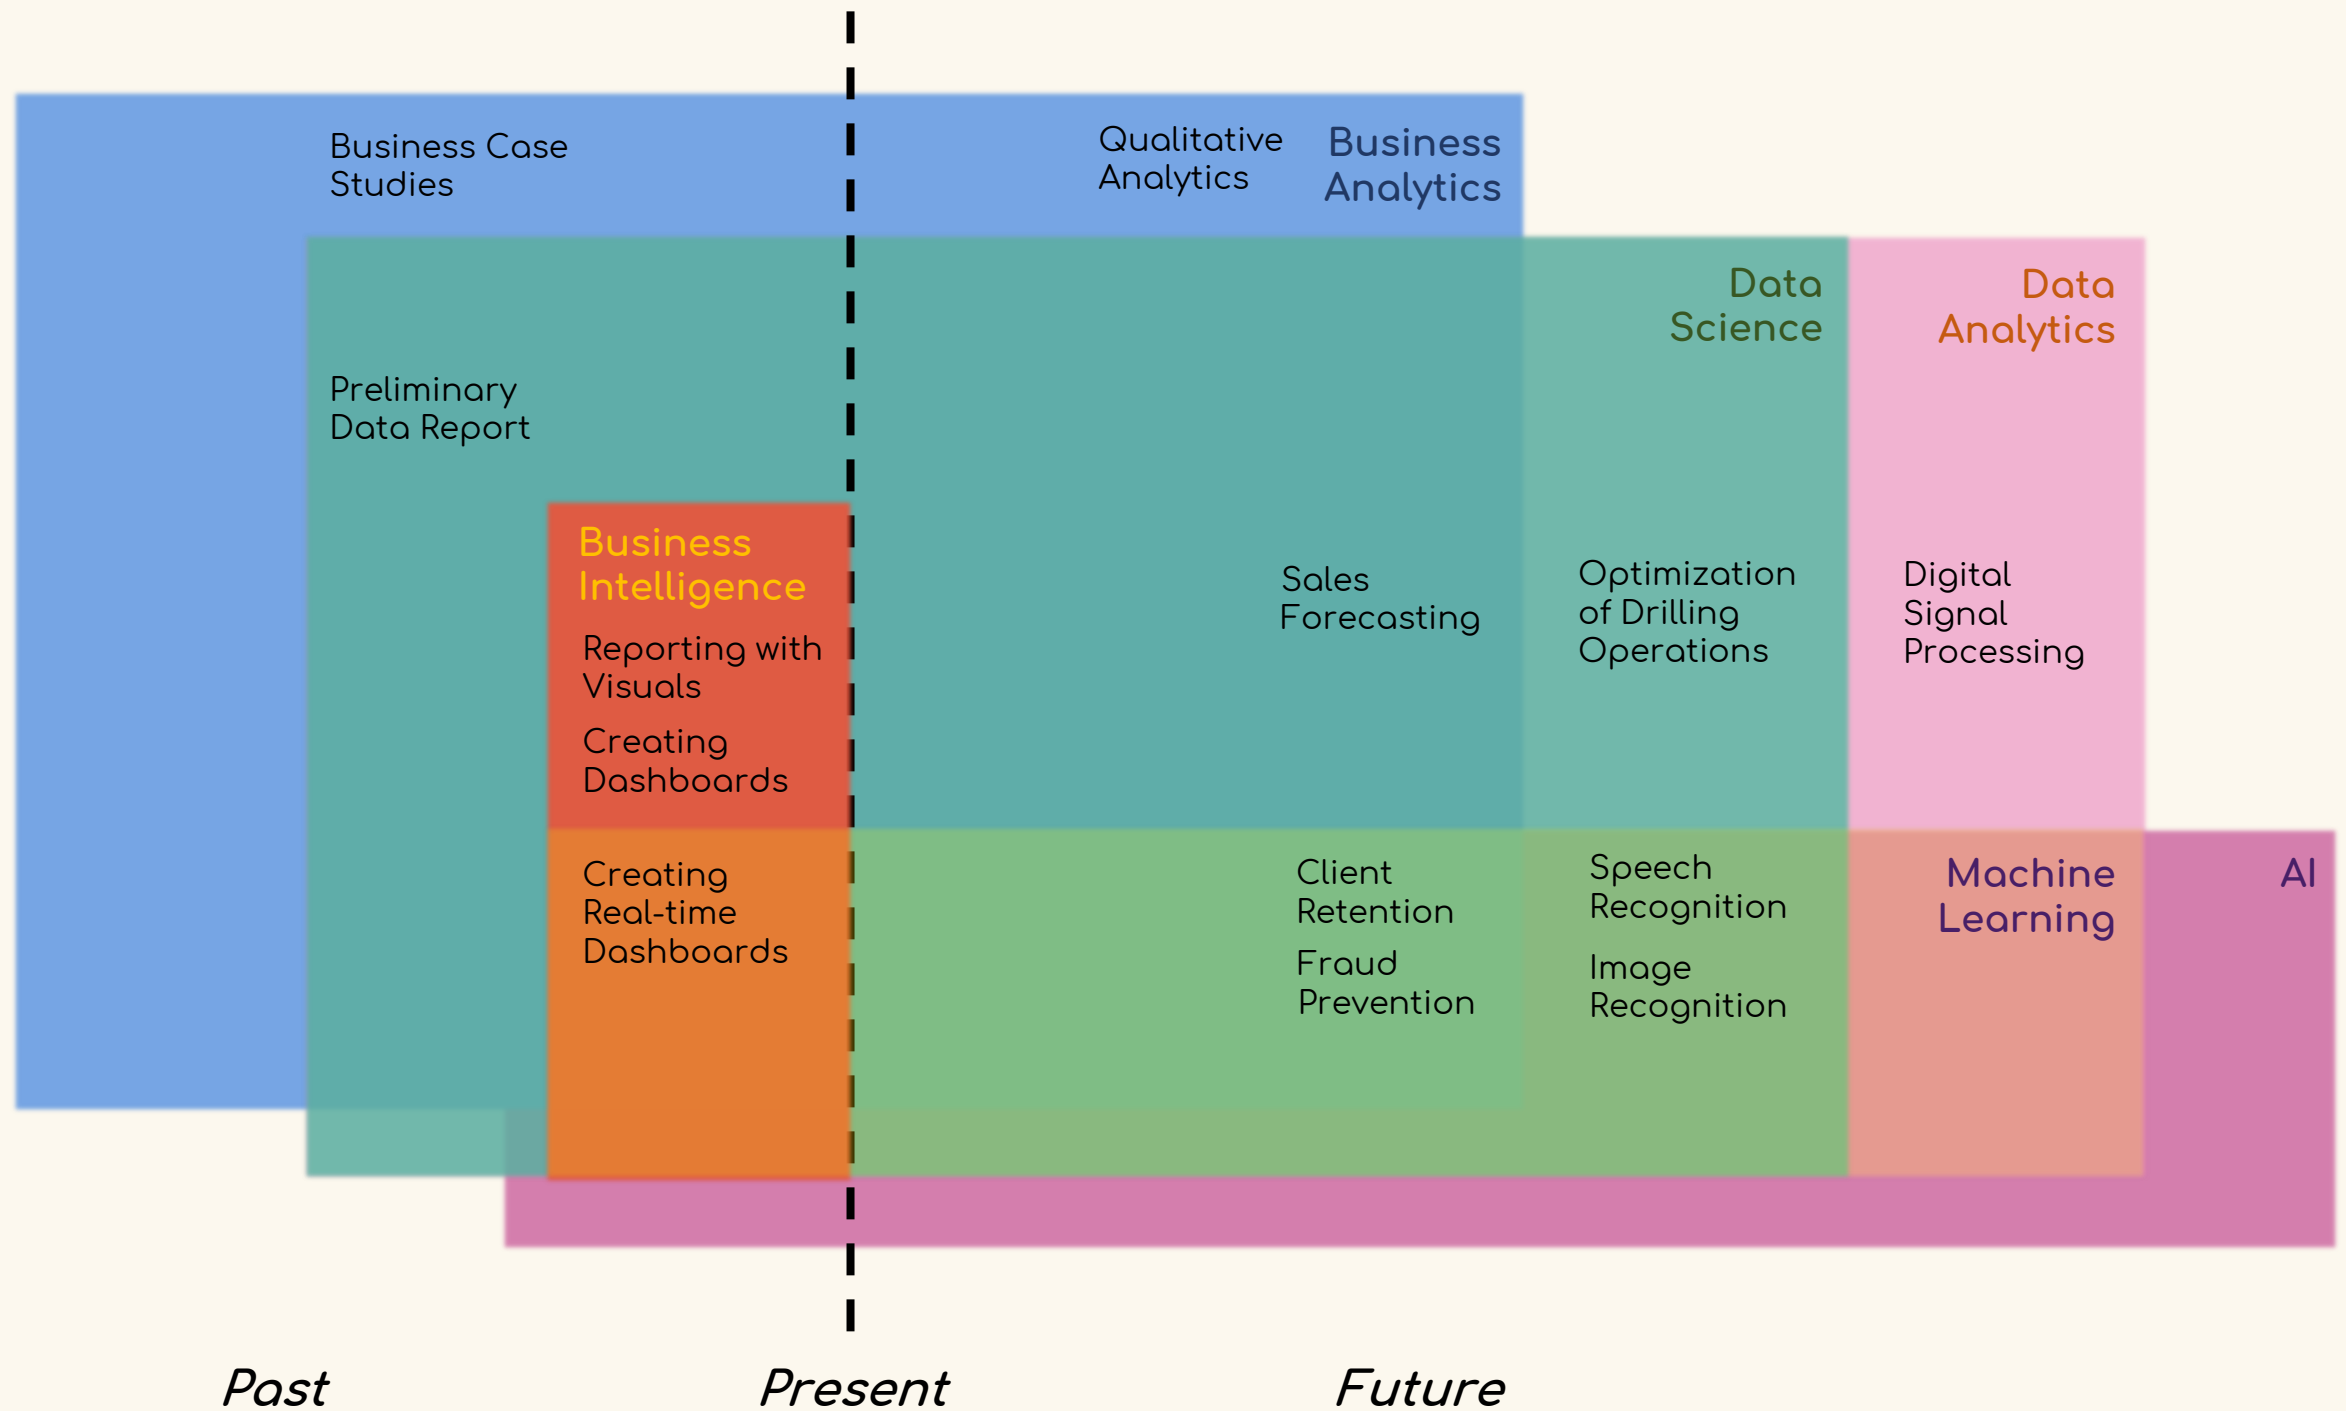 Business Case
Studies
Qualitative
Analytics
Business
Analytics
Data
Science
Data
Analytics
Preliminary
Data Report
Business
Intelligence
Reporting with
Visuals
Creating
Dashboards
Sales
Forecasting
Optimization
of Drilling
Operations
Digital
Signal
Processing
Creating
Real-time
Dashboards
Client
Retention
Fraud
Prevention
Speech
Recognition
Image
Recognition
Machine
Learning
AI
Past
Present
Future